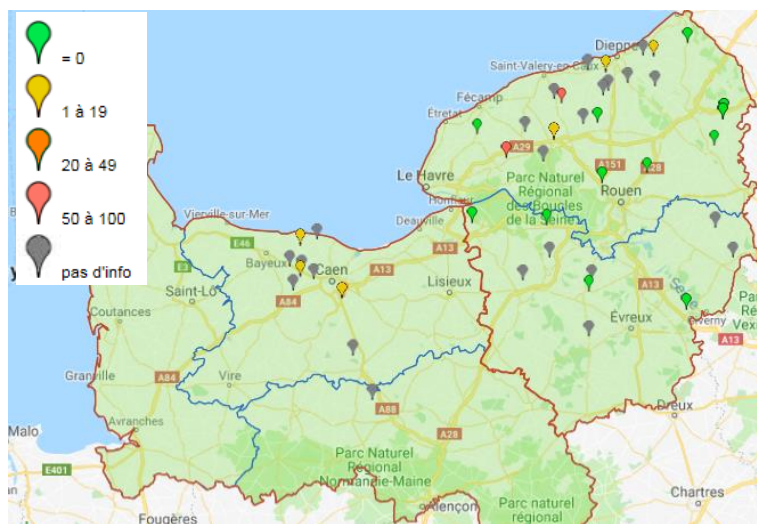 = 0
1 à 19
20 à 49
50 à 100
pas d'info
Dieppe
Saint-Valery-en-Caux
Fécamp
Étretat
A29
A151
A28
Le Havre
Parc Naturel
Régional
des Boucles
de la Seine
Rouen
Honfleur
Deauville
Vierville-sur-Mer
E46
Bayeux
Caen
A13
E3
Saint-Lô
A84
Lisieux
A13
Coutances
Évreux
Giverny
A13
Granville
Vire
A84
A88
A28
Dreux
Avranches
Malo
E401
Parc Naturel
Régional
Normandie-Maine
Alençon
Parc naturel
régional
Chartres
Fougères